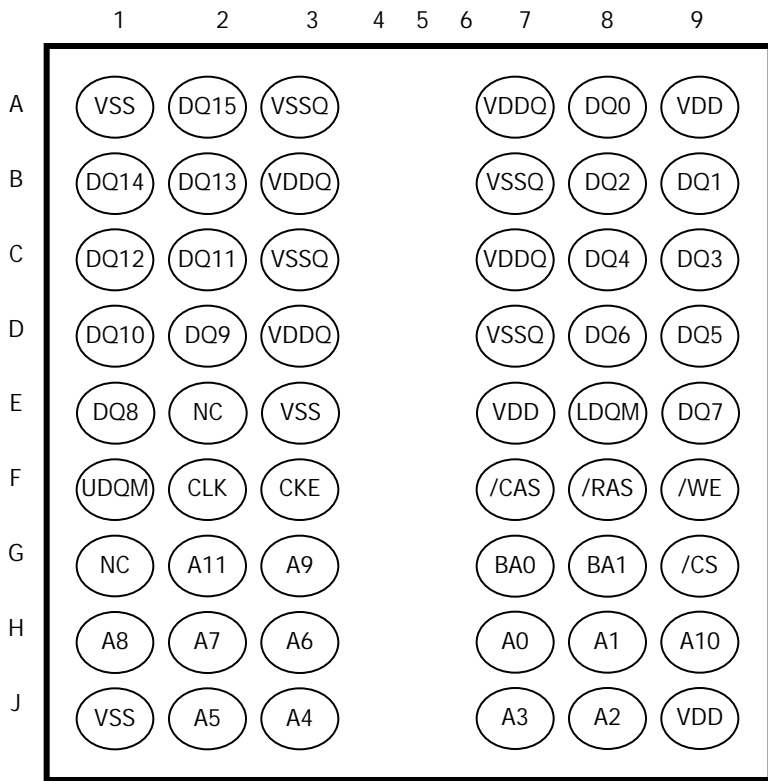 1 2 3 4 5 6 7 8 9
A VSS DQ15 VSSQ VDDQ DQ0 VDD
B DQ14 DQ13 VDDQ VSSQ DQ2 DQ1
C DQ12 DQ11 VSSQ VDDQ DQ4 DQ3
D DQ10 DQ9 VDDQ VSSQ DQ6 DQ5
E DQ8 NC VSS VDD LDQM DQ7
F UDQM CLK CKE /CAS /RAS /WE
G NC A11 A9 BA0 BA1 /CS
H A8 A7 A6 A0 A1 A10
J VSS A5 A4 A3 A2 VDD